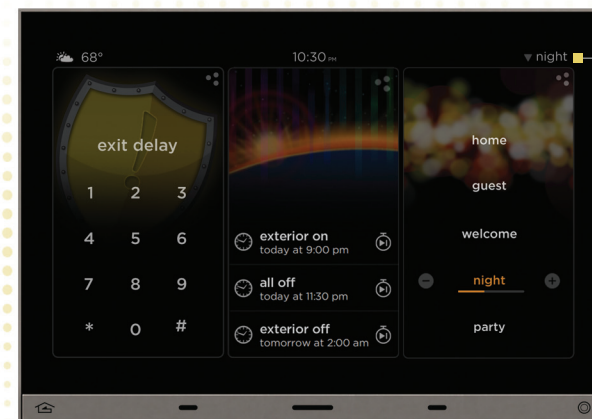 68° 10:30 PM night
exit delay
1 2 3
4 5 6
7 8 9
* 0 #
exterior on
today at 9:00 pm
all off
today at 11:30 pm
exterior off
tomorrow at 2:00 am
home
guest
welcome
night
party